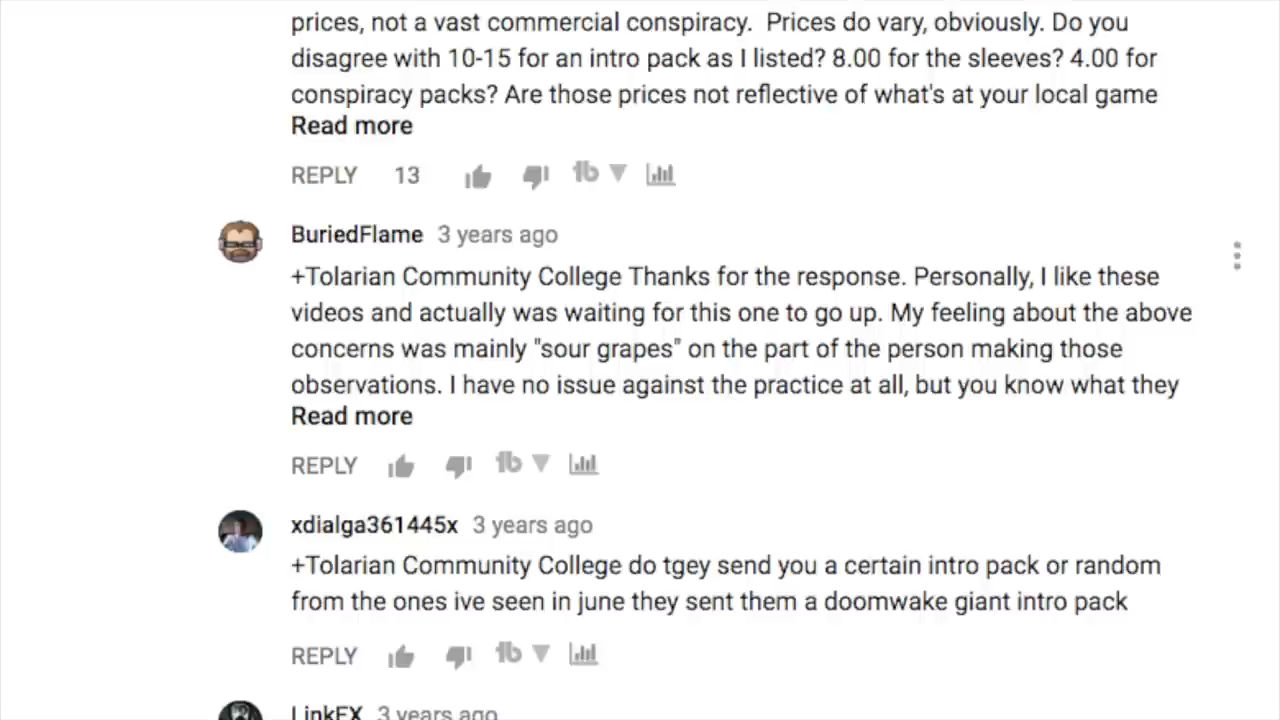 prices, not a vast commercial conspiracy.  Prices do vary, obviously. Do you
disagree with 10-15 for an intro pack as I listed? 8.00 for the sleeves? 4.00 for
conspiracy packs? Are those prices not reflective of what's at your local game
Read more
REPLY 13
BuriedFlame 3 years ago
+Tolarian Community College Thanks for the response. Personally, I like these
videos and actually was waiting for this one to go up. My feeling about the above
concerns was mainly "sour grapes" on the part of the person making those
observations. I have no issue against the practice at all, but you know what they
Read more
REPLY
xdialga361445x 3 years ago
+Tolarian Community College do tgey send you a certain intro pack or random
from the ones ive seen in june they sent them a doomwake giant intro pack
REPLY
LinkFX 3 years ago